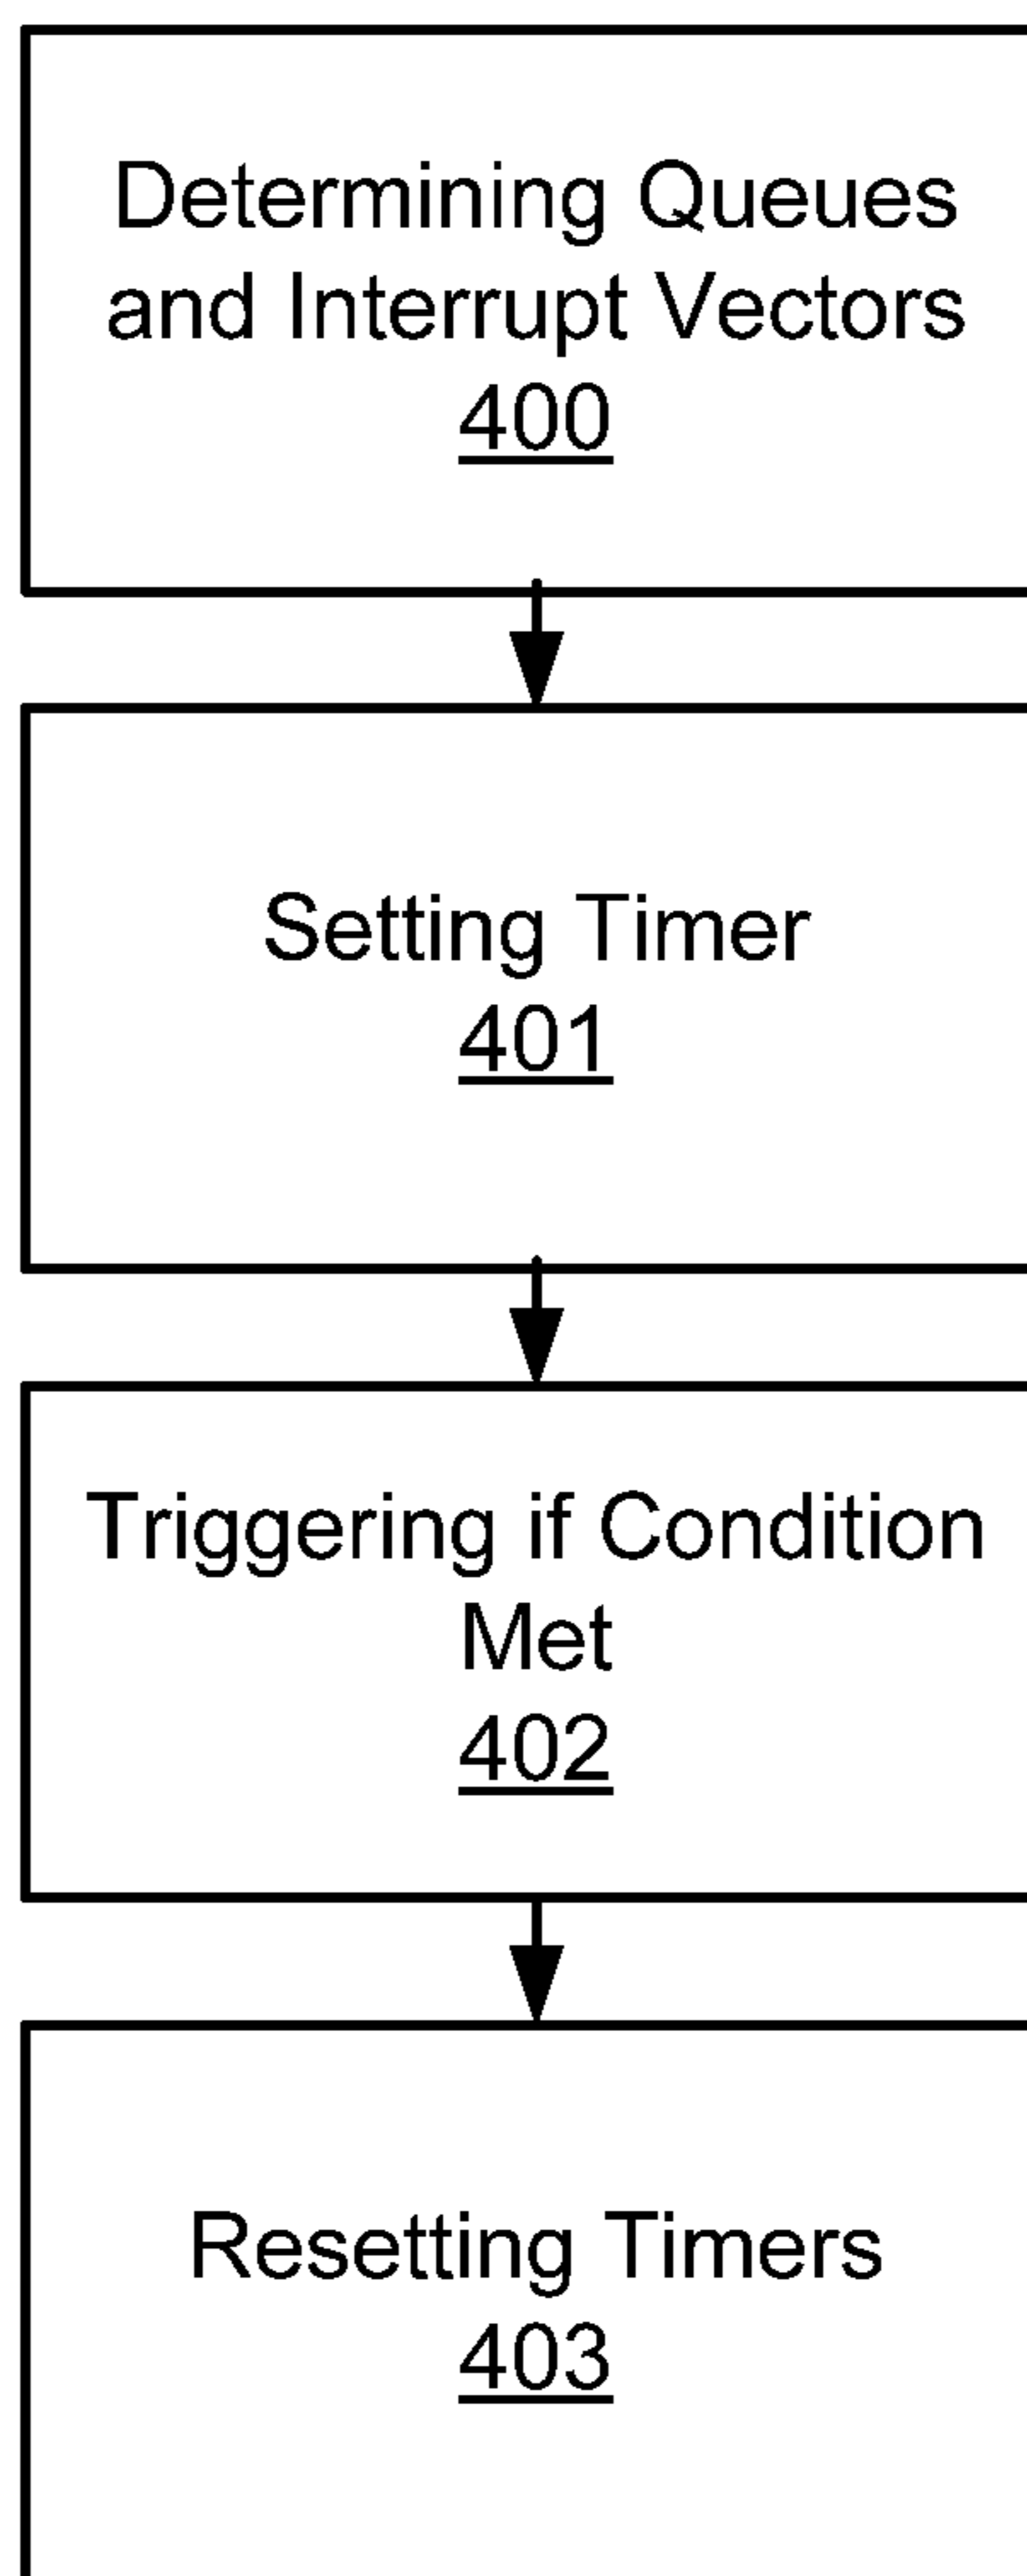 Determining Queues
and Interrupt Vectors
400
Setting Timer
401
Triggering if Condition
Met
402
Resetting Timers
403